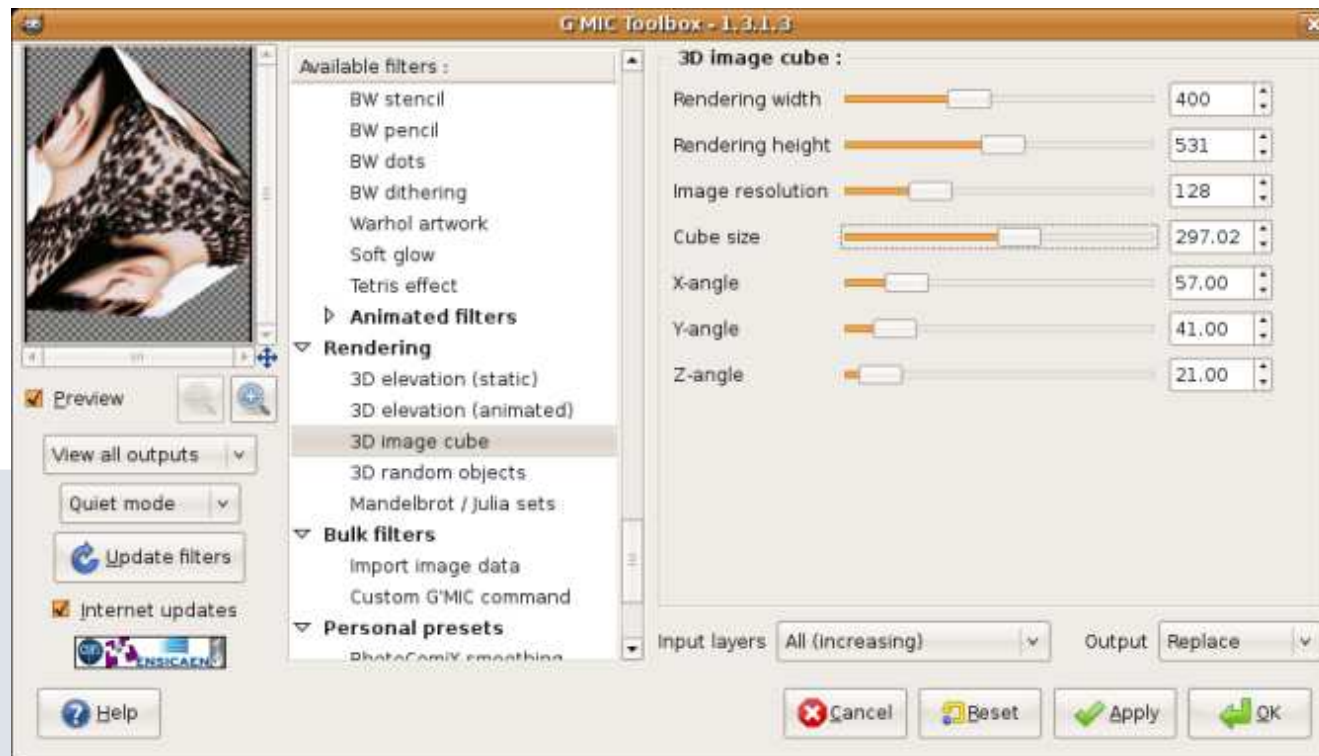 G'MIC Toolbox - 1.3.1.3
Preview
View all outputs
Quiet mode
Update filters
Internet updates
ENSICAEN
Help
Available filters :
BW stencil
BW pencil
BW dots
BW dithering
Warhol artwork
Soft glow
Tetris effect
Animated filters
Rendering
3D elevation (static)
3D elevation (animated)
3D image cube
3D random objects
Mandelbrot / Julia sets
Bulk filters
Import image data
Custom G'MIC command
Personal presets
PhotoComiX smoothing
3D image cube :
Rendering width 400
Rendering height 531
Image resolution 128
Cube size 297.02
X-angle 57.00
Y-angle 41.00
Z-angle 21.00
Input layers All (increasing) Output Replace
Cancel Reset Apply OK